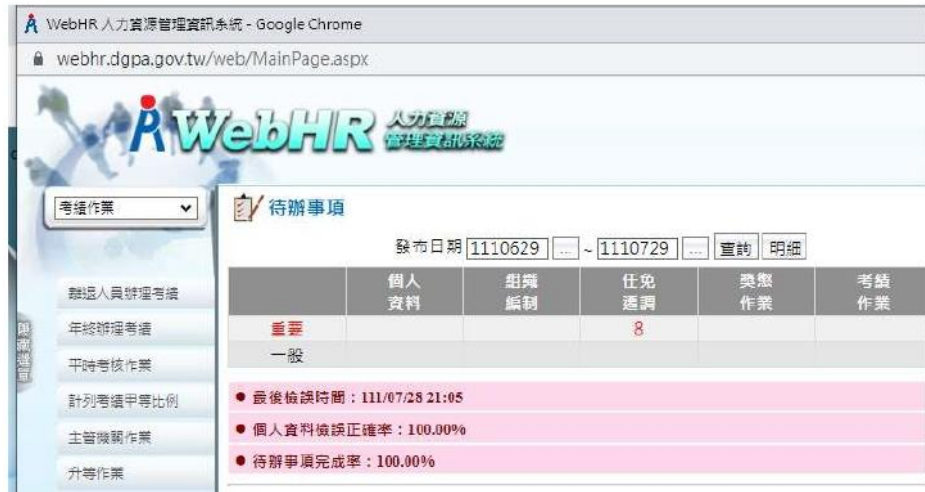 WebHR 人力資源管理資訊系統 - Google Chrome
webhr.dgpa.gov.tw/web/MainPage.aspx
WebHR 人力資源
管理資訊系統
考績作業
待辦事項
發布日期 1110629 ... ~ 1110729 ... 查詢 明細
個人資料 組織編制 任免遷調 獎懲作業 考績作業
重要 8
一般
離退人員辦理考績
年終辦理考績
平時考核作業
計列考績甲等比例
主管機關作業
升等作業
● 最後檢誤時間：111/07/28 21:05
● 個人資料檢誤正確率：100.00%
● 待辦事項完成率：100.00%